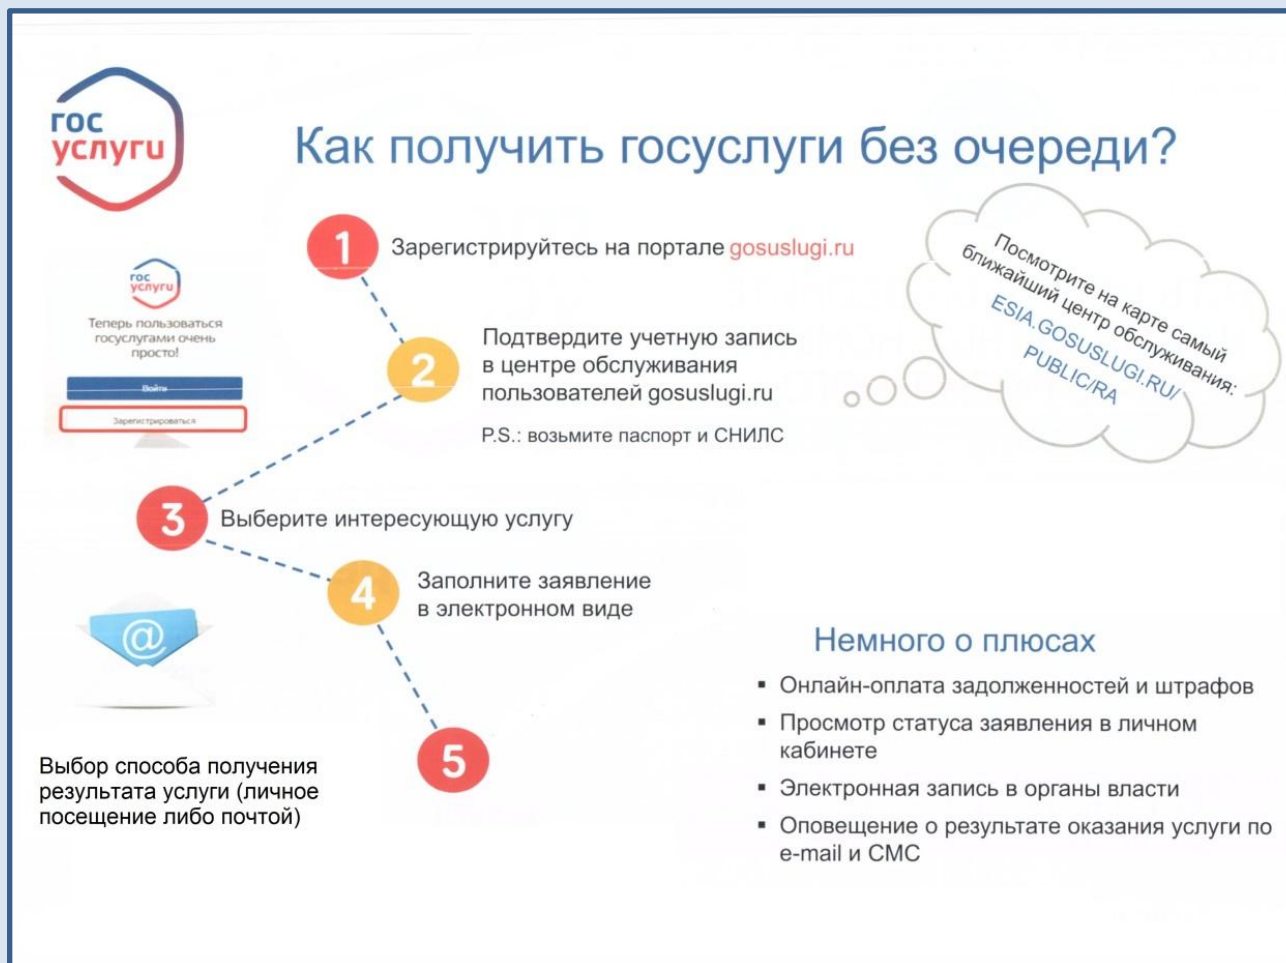 гос
услуги
Как получить госуслуги без очереди?
1
Зарегистрируйтесь на портале gosuslugi.ru
гос
услуги
Теперь пользоваться
госуслугами очень
просто!
Войти
Зарегистрироваться
2
Подтвердите учетную запись
в центре обслуживания
пользователей gosuslugi.ru
P.S.: возьмите паспорт и СНИЛС
Посмотрите на карте самый
ближайший центр обслуживания:
ESIA.GOSUSLUGI.RU/
PUBLIC/RA
3
Выберите интересующую услугу
4
Заполните заявление
в электронном виде
@
5
Выбор способа получения
результата услуги (личное
посещение либо почтой)
Немного о плюсах
▪ Онлайн-оплата задолженностей и штрафов
▪ Просмотр статуса заявления в личном
кабинете
▪ Электронная запись в органы власти
▪ Оповещение о результате оказания услуги по
e-mail и СМС